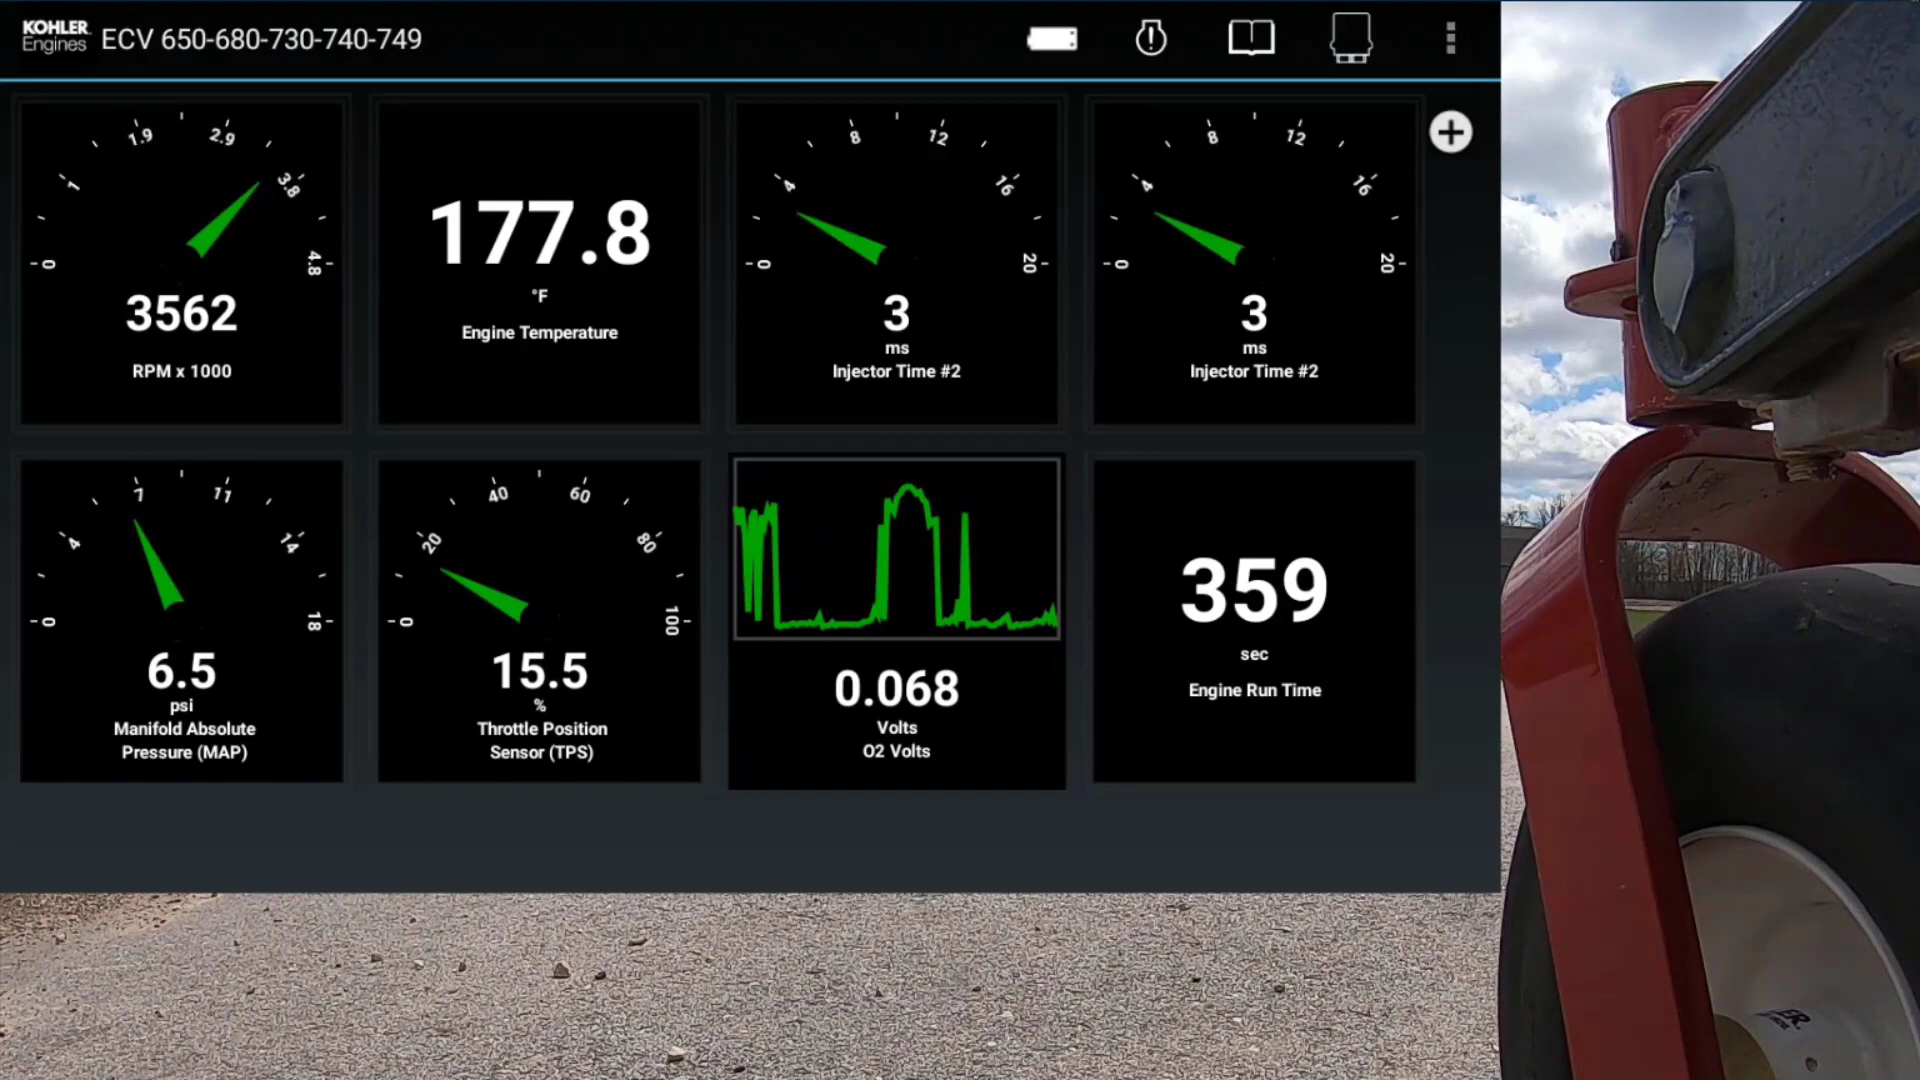 KOHLER
Engines
ECV 650-680-730-740-749
0
1
1.9
2.9
3.8
4.8
3562
RPM x 1000
177.8
°F
Engine Temperature
0
4
8
12
16
20
3
ms
Injector Time #2
0
4
8
12
16
20
3
ms
Injector Time #2
0
4
7
11
14
18
6.5
psi
Manifold Absolute
Pressure (MAP)
0
20
40
60
80
100
15.5
%
Throttle Position
Sensor (TPS)
0.068
Volts
O2 Volts
359
sec
Engine Run Time